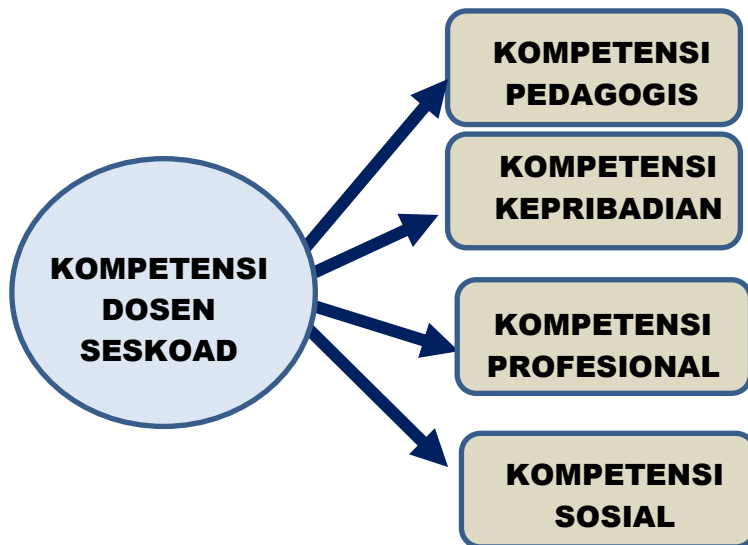 KOMPETENSI
DOSEN
SESKOAD
KOMPETENSI
PEDAGOGIS
KOMPETENSI
KEPRIBADIAN
KOMPETENSI
PROFESIONAL
KOMPETENSI
SOSIAL